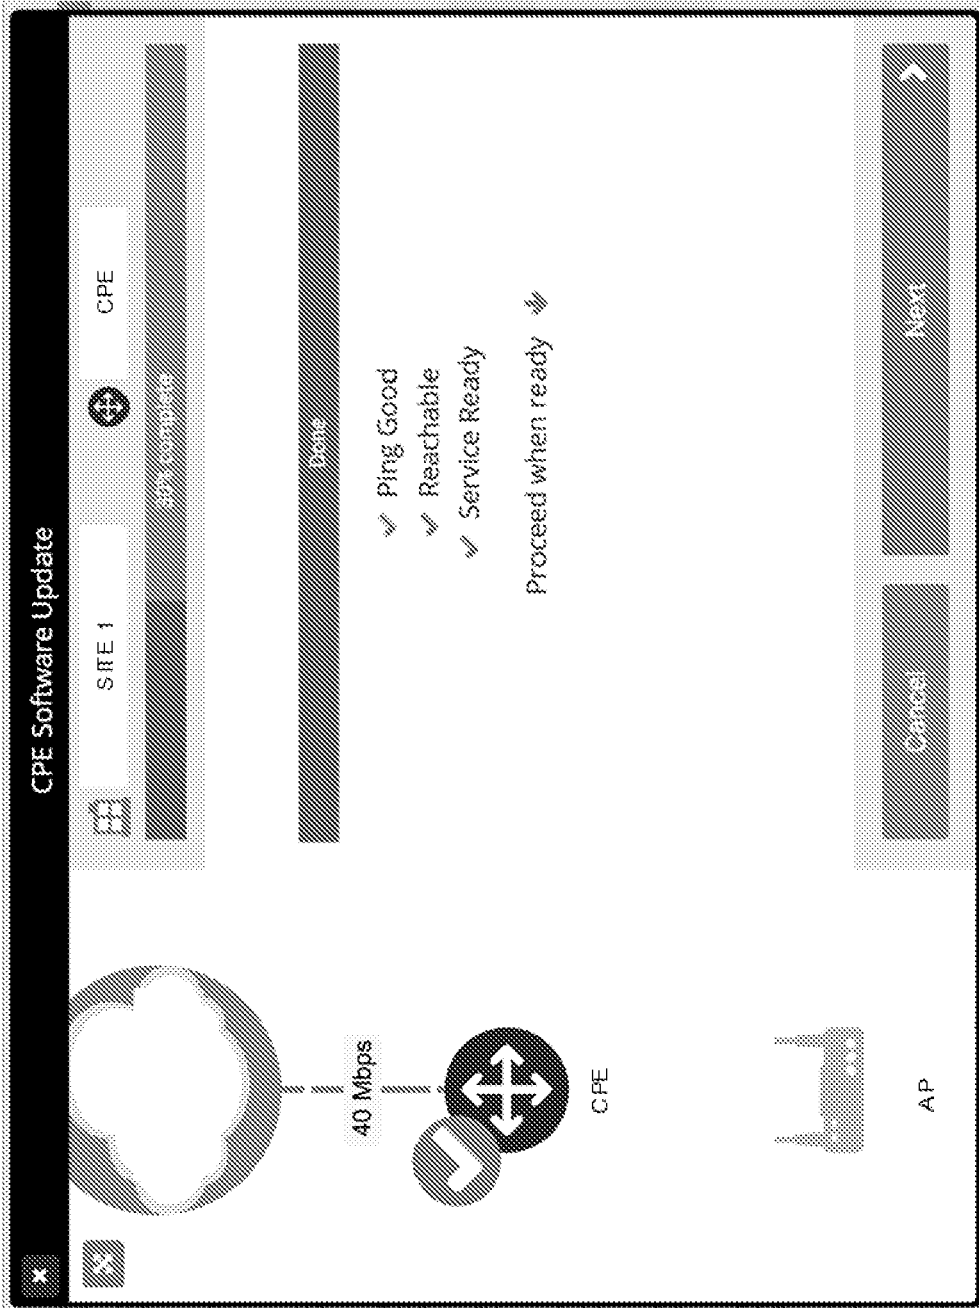 CPE Software Update
SITE 1
CPE
complete
Done
✓ Ping Good
✓ Reachable
✓ Service Ready
Proceed when ready
Cancel
Next
40 Mbps
CPE
AP